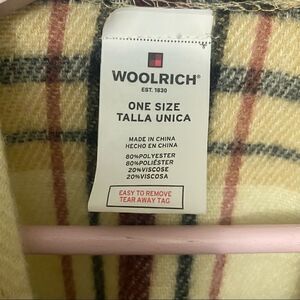 WOOLRICH®
EST. 1830
ONE SIZE
TALLA UNICA
MADE IN CHINA
HECHO EN CHINA
80%POLYESTER
80%POLIÉSTER
20%VISCOSE
20%VISCOSA
EASY TO REMOVE
TEAR AWAY TAG